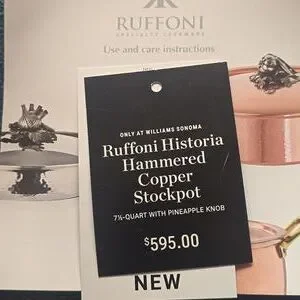 RUFFONI
SPECIALTY COOKWARE
Use and care instructions
ONLY AT WILLIAMS SONOMA
Ruffoni Historia
Hammered
Copper
Stockpot
7½-QUART WITH PINEAPPLE KNOB
$595.00
NEW